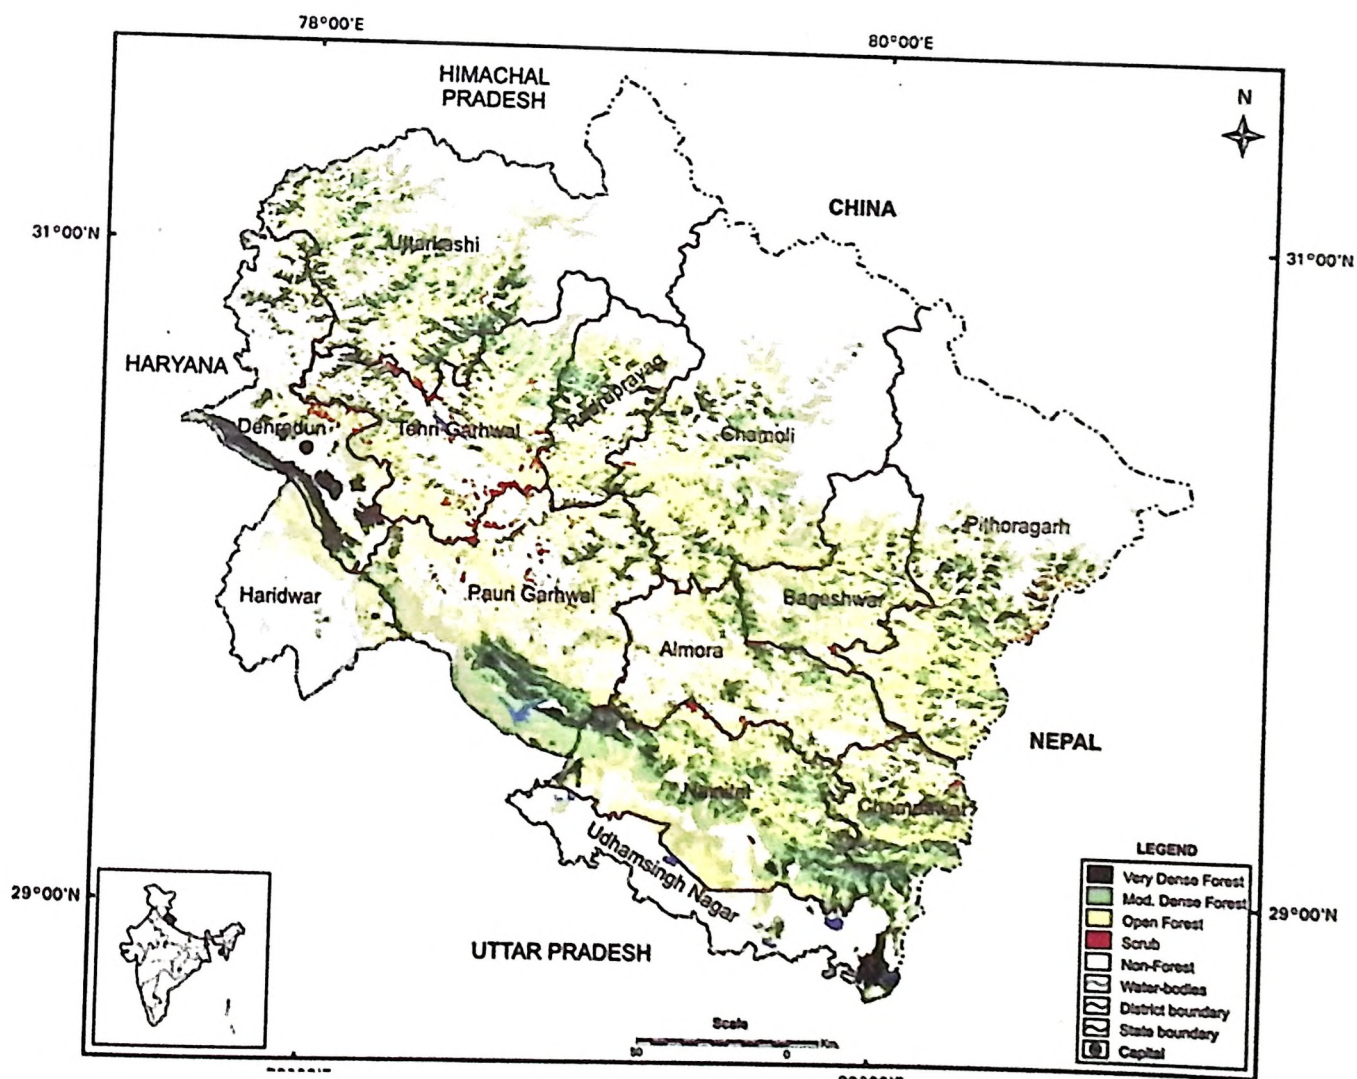 78°00'E
80°00'E
HIMACHAL
PRADESH
N
CHINA
31°00'N
31°00'N
Uttarkashi
HARYANA
Rudraprayag
Dehradun
Tehri Garhwal
Chamoli
Pithoragarh
Haridwar
Pauri Garhwal
Bageshwar
Almora
NEPAL
Nainital
Champawat
Udhamsingh Nagar
LEGEND
Very Dense Forest
Mod. Dense Forest
Open Forest
Scrub
Non-Forest
Water-bodies
District boundary
State boundary
Capital
29°00'N
29°00'N
UTTAR PRADESH
Scale
50
0
Km